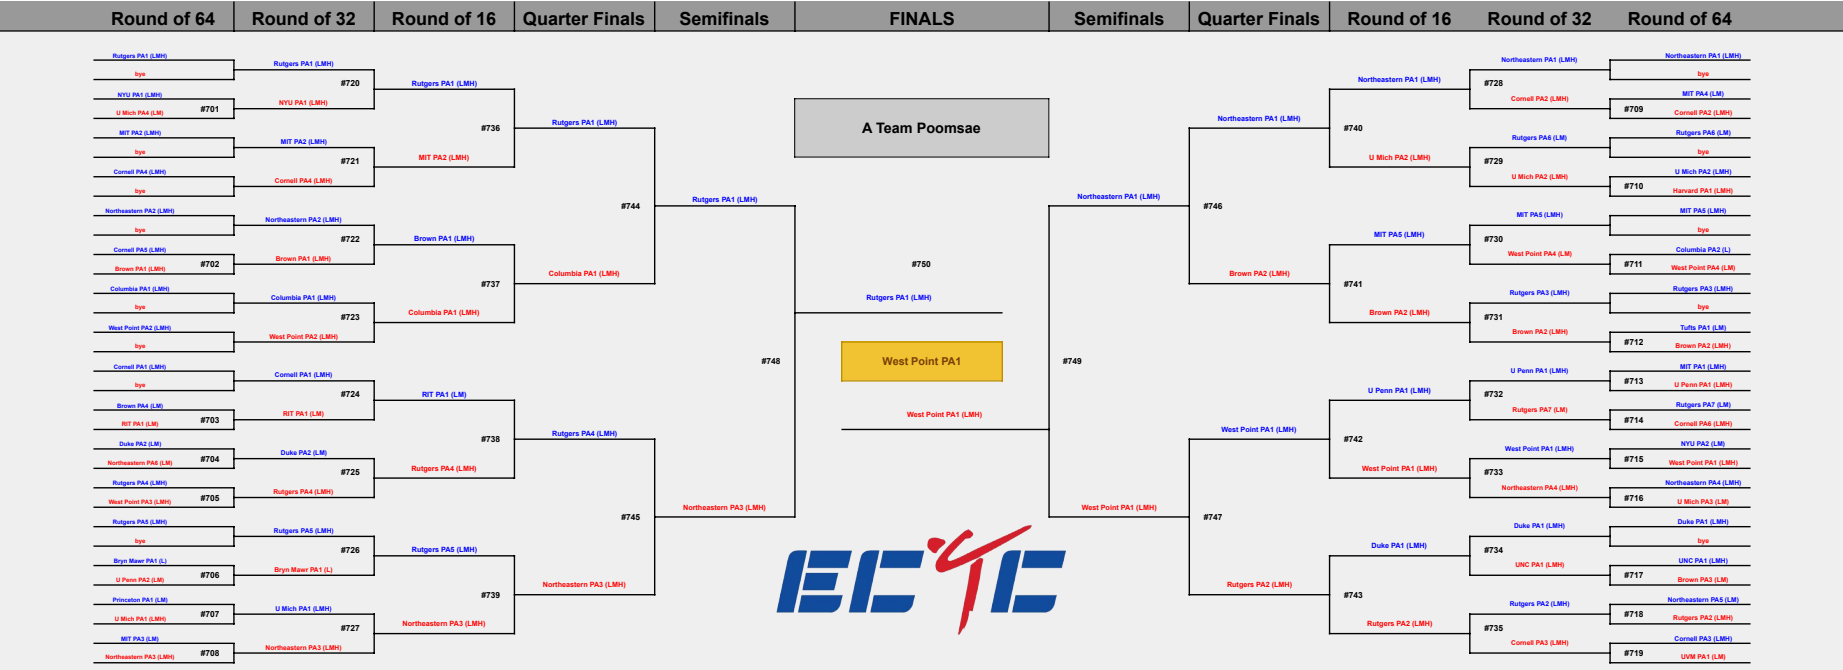 Round of 64
Round of 32
Round of 16
Quarter Finals
Semifinals
FINALS
Semifinals
Quarter Finals
Round of 16
Round of 32
Round of 64
Rutgers PA1 (LMH)
bye
NYU PA1 (LMH)
#701
U Mich PA4 (LM)
MIT PA2 (LMH)
bye
Cornell PA4 (LMH)
bye
Northeastern PA2 (LMH)
bye
Cornell PA5 (LMH)
#702
Brown PA1 (LMH)
Columbia PA1 (LMH)
bye
West Point PA2 (LMH)
bye
Cornell PA1 (LMH)
bye
Brown PA4 (LM)
#703
RIT PA1 (LM)
Duke PA2 (LM)
#704
Northeastern PA6 (LM)
Rutgers PA4 (LMH)
#705
West Point PA3 (LMH)
Rutgers PA5 (LMH)
bye
Bryn Mawr PA1 (L)
#706
U Penn PA2 (LM)
Princeton PA1 (LM)
#707
U Mich PA1 (LMH)
MIT PA3 (LM)
#708
Northeastern PA3 (LMH)
Rutgers PA1 (LMH)
#720
NYU PA1 (LMH)
MIT PA2 (LMH)
#721
Cornell PA4 (LMH)
Northeastern PA2 (LMH)
#722
Brown PA1 (LMH)
Columbia PA1 (LMH)
#723
West Point PA2 (LMH)
Cornell PA1 (LMH)
#724
RIT PA1 (LM)
Duke PA2 (LM)
#725
Rutgers PA4 (LMH)
Rutgers PA5 (LMH)
#726
Bryn Mawr PA1 (L)
U Mich PA1 (LMH)
#727
Northeastern PA3 (LMH)
Rutgers PA1 (LMH)
#736
MIT PA2 (LMH)
Brown PA1 (LMH)
#737
Columbia PA1 (LMH)
RIT PA1 (LM)
#738
Rutgers PA4 (LMH)
Rutgers PA5 (LMH)
#739
Northeastern PA3 (LMH)
Rutgers PA1 (LMH)
#744
Columbia PA1 (LMH)
Rutgers PA4 (LMH)
#745
Northeastern PA3 (LMH)
Rutgers PA1 (LMH)
#748
Northeastern PA3 (LMH)
A Team Poomsae
#750
Rutgers PA1 (LMH)
West Point PA1
West Point PA1 (LMH)
ECTC
Northeastern PA1 (LMH)
#749
West Point PA1 (LMH)
Northeastern PA1 (LMH)
#746
Brown PA2 (LMH)
West Point PA1 (LMH)
#747
Rutgers PA2 (LMH)
Northeastern PA1 (LMH)
#740
U Mich PA2 (LMH)
MIT PA5 (LMH)
#741
Brown PA2 (LMH)
U Penn PA1 (LMH)
#742
West Point PA1 (LMH)
Duke PA1 (LMH)
#743
Rutgers PA2 (LMH)
Northeastern PA1 (LMH)
#728
Cornell PA2 (LMH)
Rutgers PA6 (LM)
#729
U Mich PA2 (LMH)
MIT PA5 (LMH)
#730
West Point PA4 (LM)
Rutgers PA3 (LMH)
#731
Brown PA2 (LMH)
U Penn PA1 (LMH)
#732
Rutgers PA7 (LM)
West Point PA1 (LMH)
#733
Northeastern PA4 (LMH)
Duke PA1 (LMH)
#734
UNC PA1 (LMH)
Rutgers PA2 (LMH)
#735
Cornell PA3 (LMH)
Northeastern PA1 (LMH)
bye
MIT PA4 (LM)
#709
Cornell PA2 (LMH)
Rutgers PA6 (LM)
bye
U Mich PA2 (LMH)
#710
Harvard PA1 (LMH)
MIT PA5 (LMH)
bye
Columbia PA2 (L)
#711
West Point PA4 (LM)
Rutgers PA3 (LMH)
bye
Tufts PA1 (LM)
#712
Brown PA2 (LMH)
MIT PA1 (LMH)
#713
U Penn PA1 (LMH)
Rutgers PA7 (LM)
#714
Cornell PA6 (LMH)
NYU PA2 (LM)
#715
West Point PA1 (LMH)
Northeastern PA4 (LMH)
#716
U Mich PA3 (LM)
Duke PA1 (LMH)
bye
UNC PA1 (LMH)
#717
Brown PA3 (LM)
Northeastern PA5 (LM)
#718
Rutgers PA2 (LMH)
Cornell PA3 (LMH)
#719
UVM PA1 (LM)